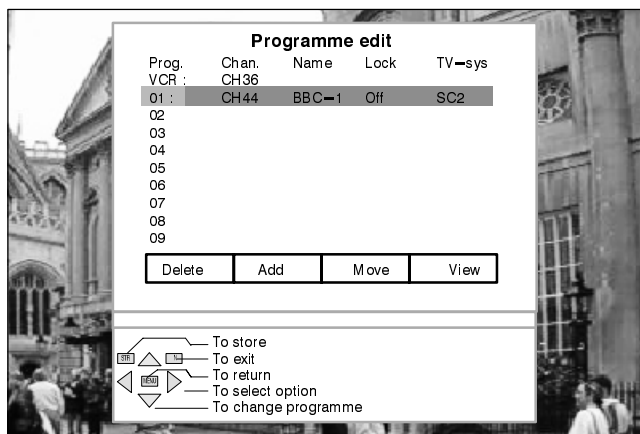 Programme edit
Prog. Chan. Name Lock TV-sys
VCR : CH36
01 : CH44 BBC-1 Off SC2
02
03
04
05
06
07
08
09
Delete Add Move View
To store
STR To exit
N
To return
MENU
To select option
To change programme